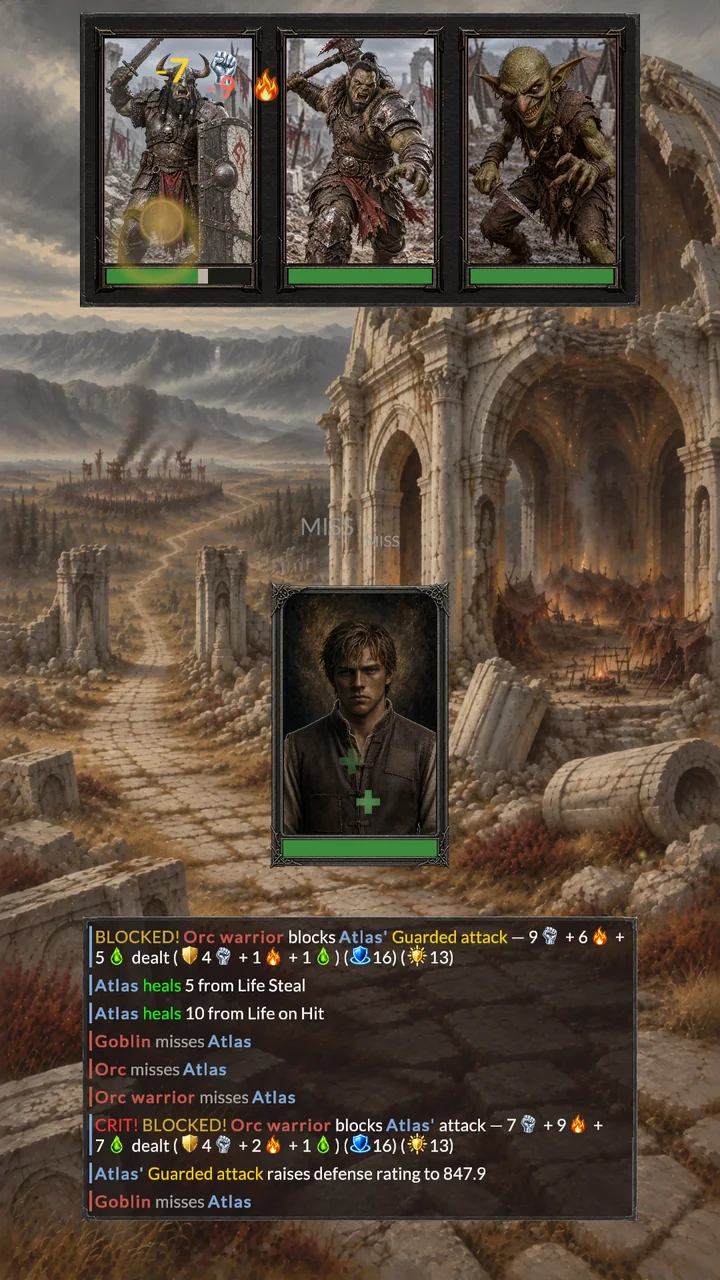 -7
-9
MISS
MISS
BLOCKED! Orc warrior blocks Atlas' Guarded attack — 9 + 6 +
5 dealt ( 4 + 1 + 1 ) ( 16) ( 13)
Atlas heals 5 from Life Steal
Atlas heals 10 from Life on Hit
Goblin misses Atlas
Orc misses Atlas
Orc warrior misses Atlas
CRIT! BLOCKED! Orc warrior blocks Atlas' attack — 7 + 9 +
7 dealt ( 4 + 2 + 1 ) ( 16) ( 13)
Atlas' Guarded attack raises defense rating to 847.9
Goblin misses Atlas